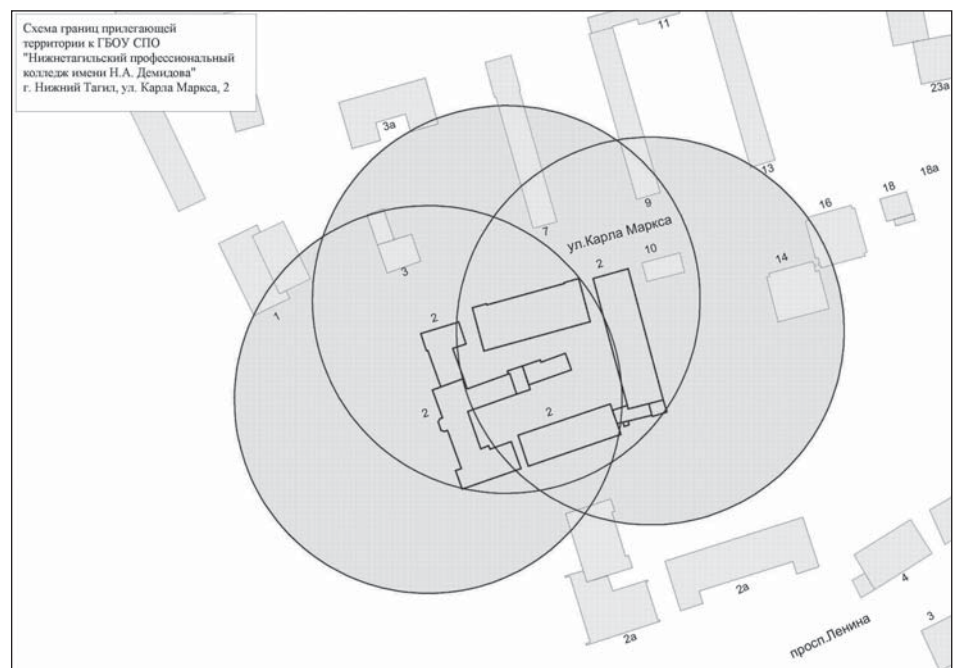 Схема границ прилегающей
территории к ГБОУ СПО
"Нижнетагильский профессиональный
колледж имени Н.А. Демидова"
г. Нижний Тагил, ул. Карла Маркса, 2
11
23а
3а
13
18а
18
16
9
7
ул.Карла Маркса
10
14
3
2
1
2
2
2
2а
2а
4
3
просп.Ленина